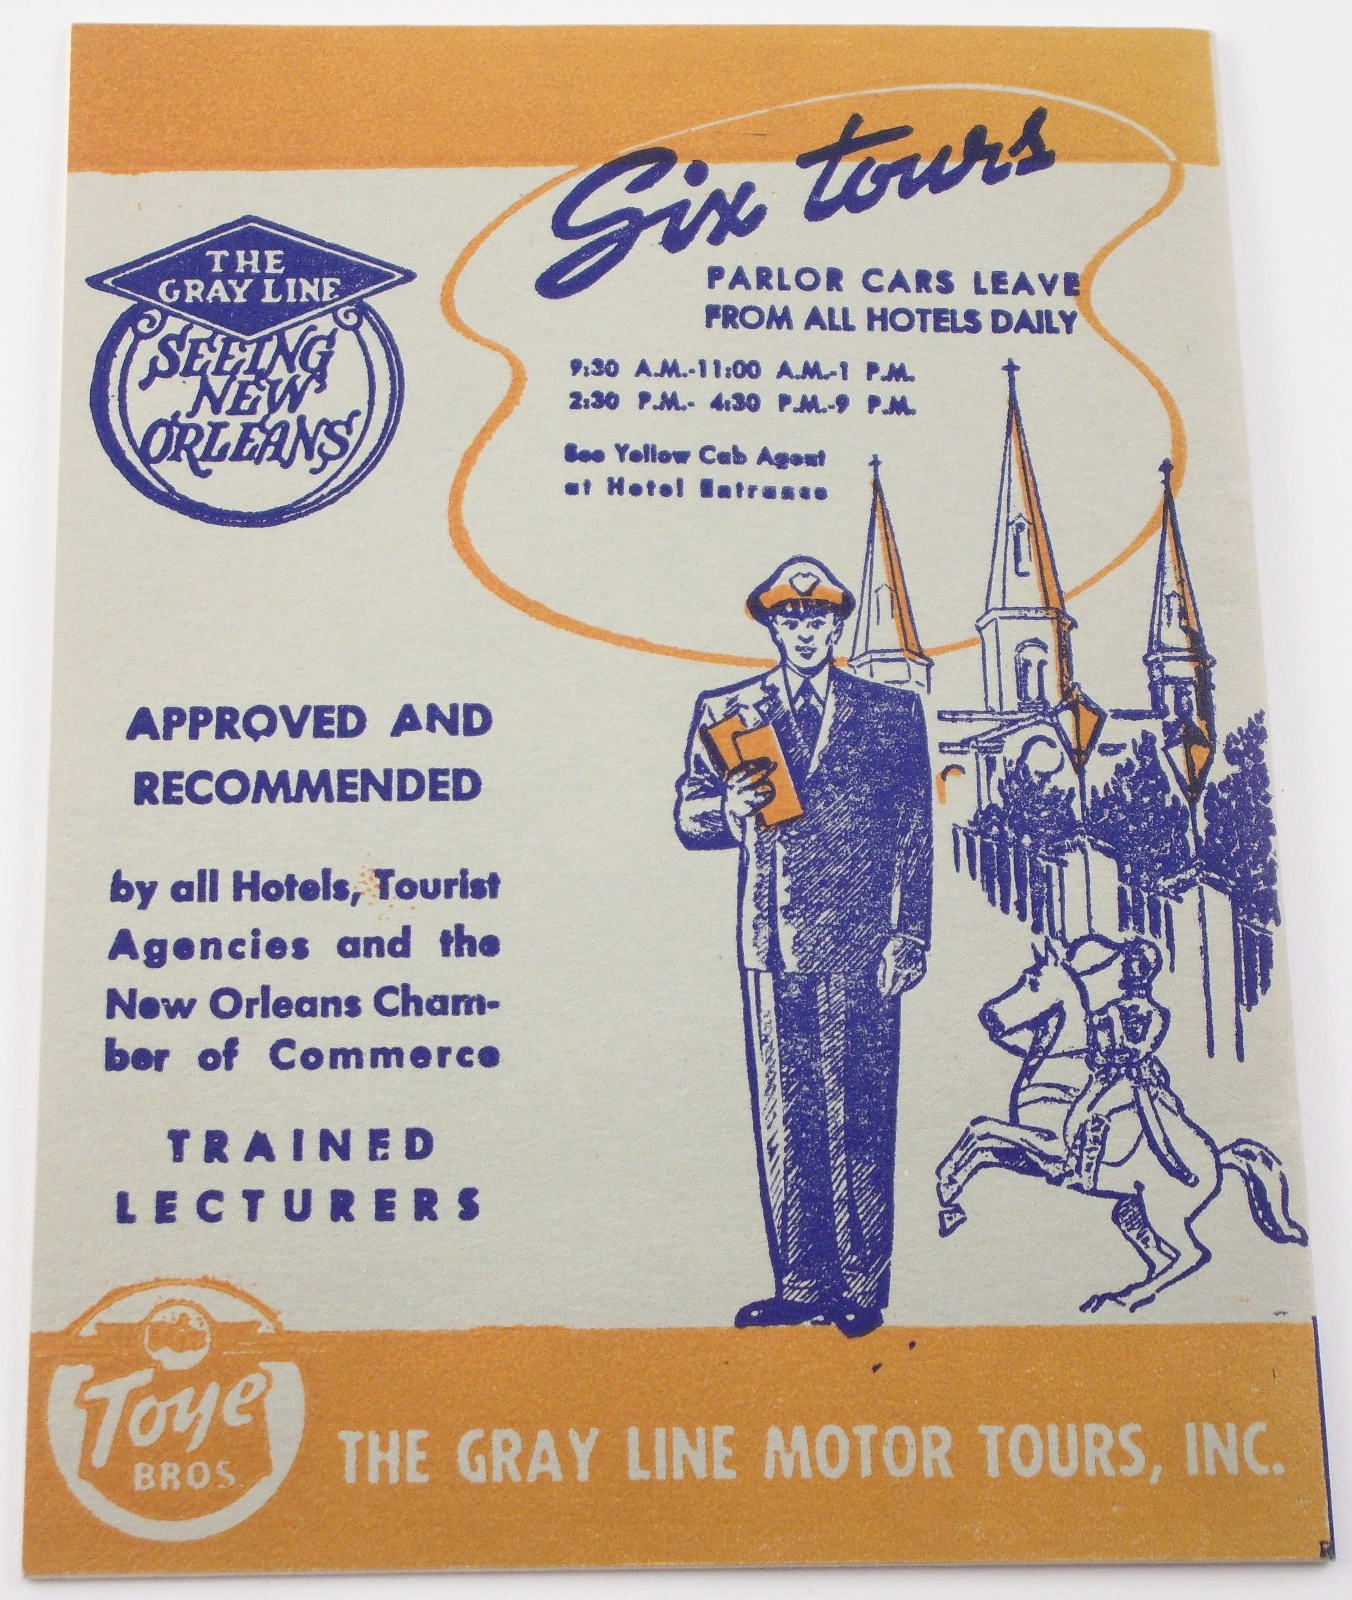 Six tours
PARLOR CARS LEAVE
FROM ALL HOTELS DAILY
9:30 A.M.-11:00 A.M.-1 P.M.
2:30 P.M.- 4:30 P.M.-9 P.M.
See Yellow Cab Agent
at Hotel Entrance
THE
GRAY LINE
SEEING
NEW
ORLEANS
APPROVED AND
RECOMMENDED
by all Hotels, Tourist
Agencies and the
New Orleans Cham-
ber of Commerce
TRAINED
LECTURERS
Toye
BROS.
THE GRAY LINE MOTOR TOURS, INC.